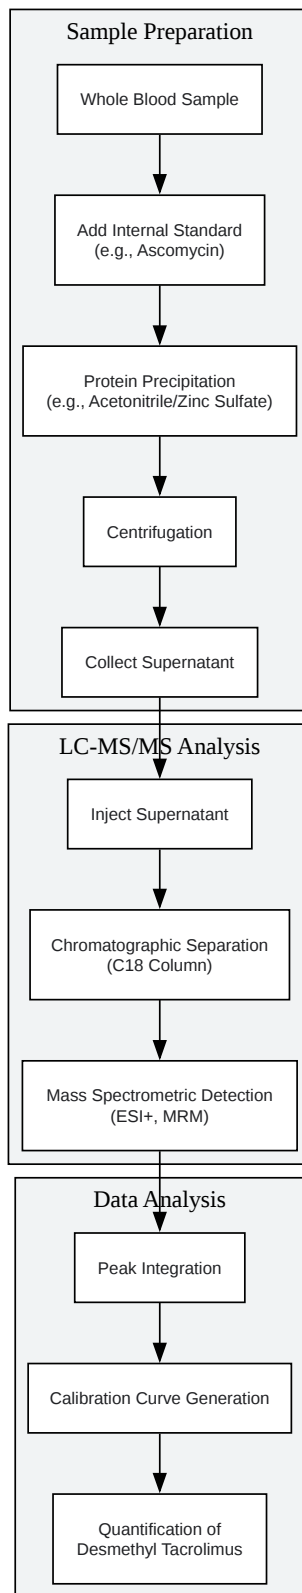 Sample Preparation
Whole Blood Sample
Add Internal Standard
(e.g., Ascomycin)
Protein Precipitation
(e.g., Acetonitrile/Zinc Sulfate)
Centrifugation
Collect Supernatant
LC-MS/MS Analysis
Inject Supernatant
Chromatographic Separation
(C18 Column)
Mass Spectrometric Detection
(ESI+, MRM)
Data Analysis
Peak Integration
Calibration Curve Generation
Quantification of
Desmethyl Tacrolimus